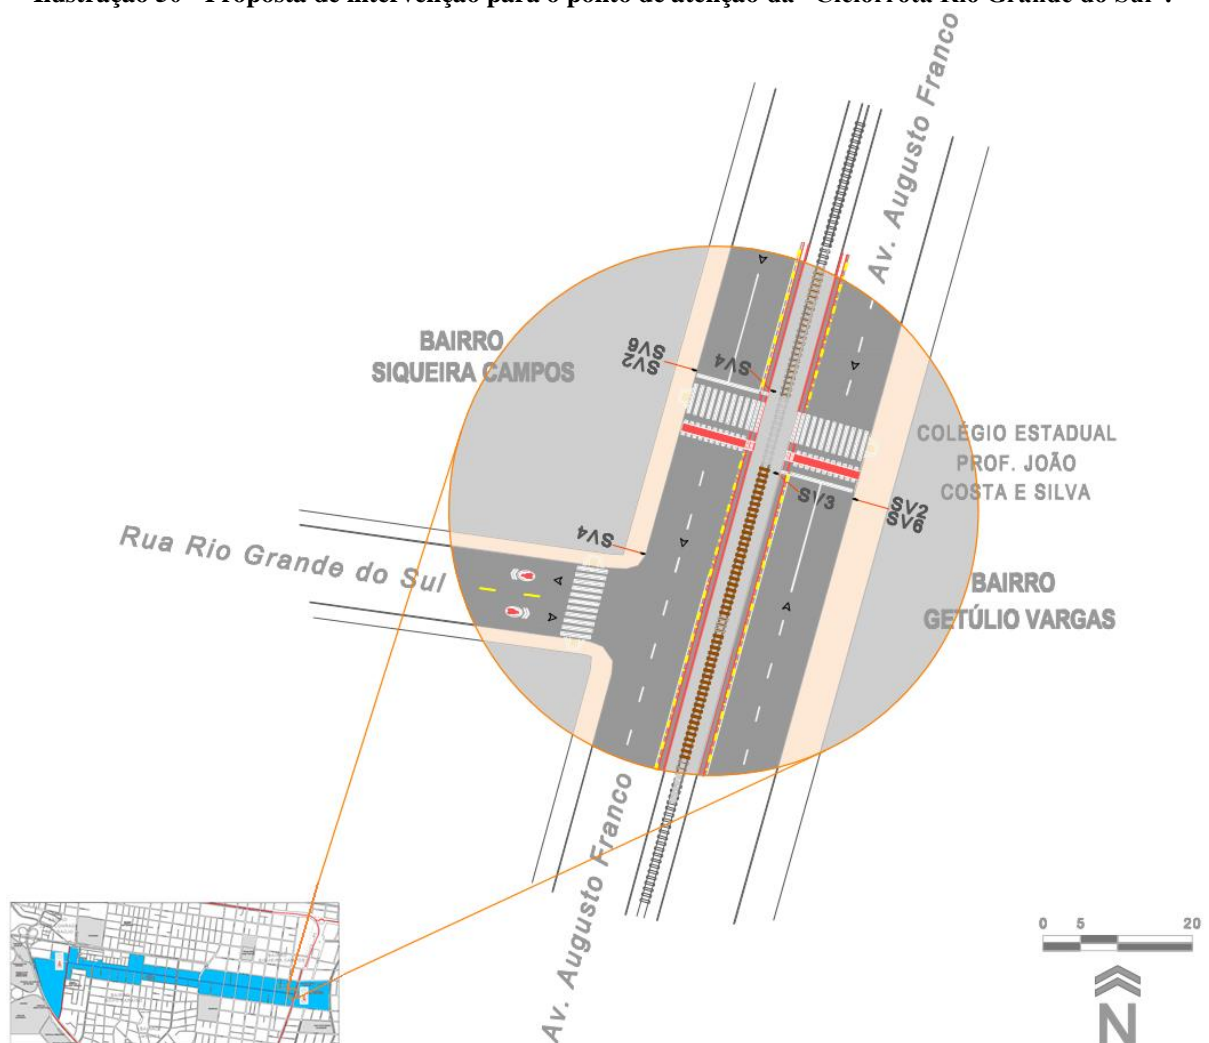 Ilustração 50 - Proposta de intervenção para o ponto de atenção da "Ciclorrota Rio Grande do Sul".
Av. Augusto Franco
BAIRRO
SIQUEIRA CAMPOS
SV6
SV2
SV4
COLÉGIO ESTADUAL
PROF. JOÃO
COSTA E SILVA
SV3
SV2
SV6
SV4
Rua Rio Grande do Sul
BAIRRO
GETÚLIO VARGAS
Av. Augusto Franco
0 5 20
N